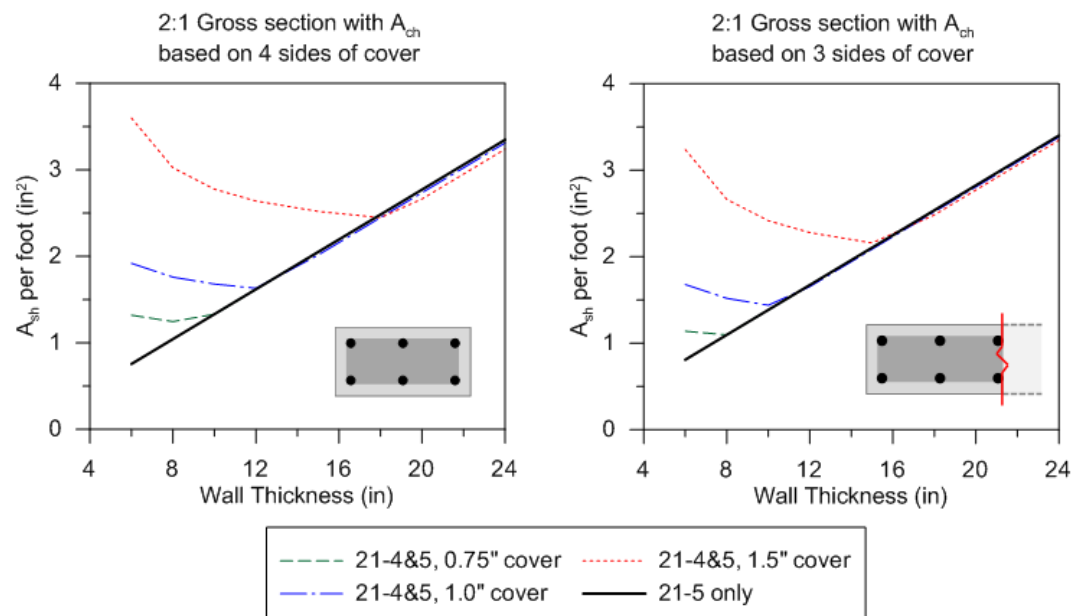 2:1 Gross section with Ach
based on 4 sides of cover
4
3
2
1
0
Ash per foot (in²)
4
8
12
16
20
24
Wall Thickness (in)
2:1 Gross section with Ach
based on 3 sides of cover
4
3
2
1
0
Ash per foot (in²)
4
8
12
16
20
24
Wall Thickness (in)
21-4&5, 0.75" cover
21-4&5, 1.0" cover
21-4&5, 1.5" cover
21-5 only